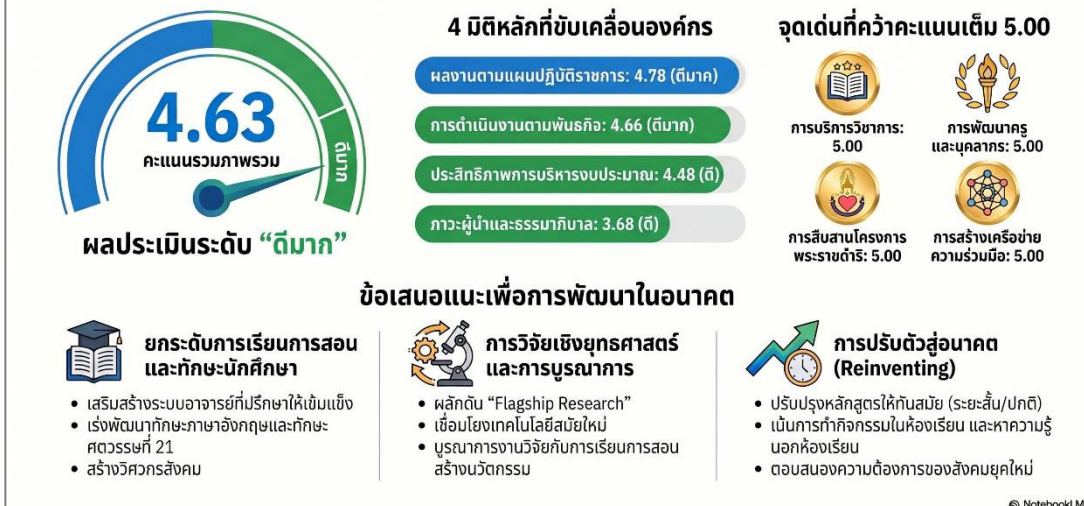 4.63
คะแนนรวมภาพรวม
ดีมาก
ผลประเมินระดับ “ดีมาก”
4 มิติหลักที่ขับเคลื่อนองค์กร
ผลงานตามแผนปฏิบัติราชการ: 4.78 (ดีมาค)
การดำเนินงานตามพันธกิจ: 4.66 (ดีมาก)
ประสิทธิภาพการบริหารงบประมาณ: 4.48 (ดี)
ภาวะผู้นำและธรรมาภิบาล: 3.68 (ดี)
จุดเด่นที่คว้าคะแนนเต็ม 5.00
การบริการวิชาการ:
5.00
การพัฒนาครู
และบุคลากร: 5.00
การสืบสานโครงการ
พระราชดำริ: 5.00
การสร้างเครือข่าย
ความร่วมมือ: 5.00
ข้อเสนอแนะเพื่อการพัฒนาในอนาคต
ยกระดับการเรียนการสอน
และทักษะนักศึกษา
• เสริมสร้างระบบอาจารย์ที่ปรึกษาให้เข้มแข็ง
• เร่งพัฒนาทักษะภาษาอังกฤษและทักษะ
ศตวรรษที่ 21
• สร้างวิศวกรสังคม
การวิจัยเชิงยุทธศาสตร์
และการบูรณาการ
• ผลักดัน “Flagship Research”
• เชื่อมโยงเทคโนโลยีสมัยใหม่
• บูรณาการงานวิจัยกับการเรียนการสอน
สร้างนวัตกรรม
การปรับตัวสู่อนาคต
(Reinventing)
• ปรับปรุงหลักสูตรให้ทันสมัย (ระยะสั้น/ปกติ)
• เน้นการทำกิจกรรมในห้องเรียน และหาความรู้
นอกห้องเรียน
• ตอบสนองความต้องการของสังคมยุคใหม่
NotebookLM